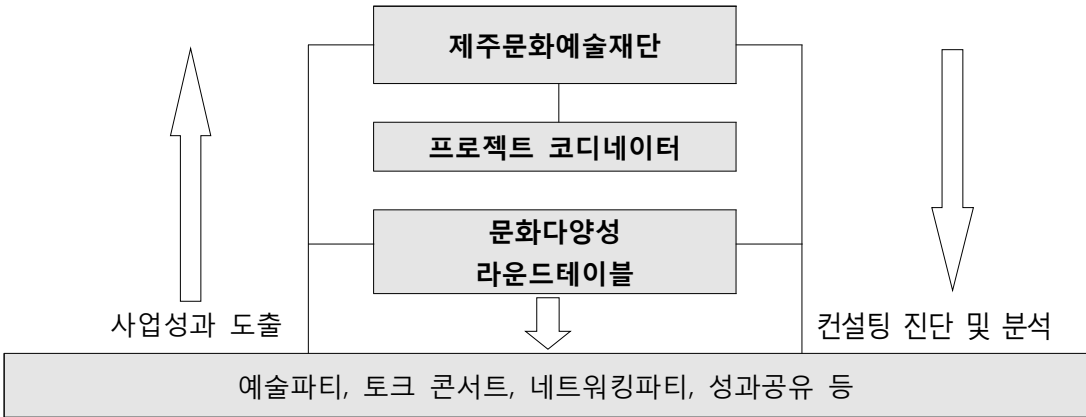 제주문화예술재단
프로젝트 코디네이터
문화다양성
라운드테이블
사업성과 도출
컨설팅 진단 및 분석
예술파티, 토크 콘서트, 네트워킹파티, 성과공유 등